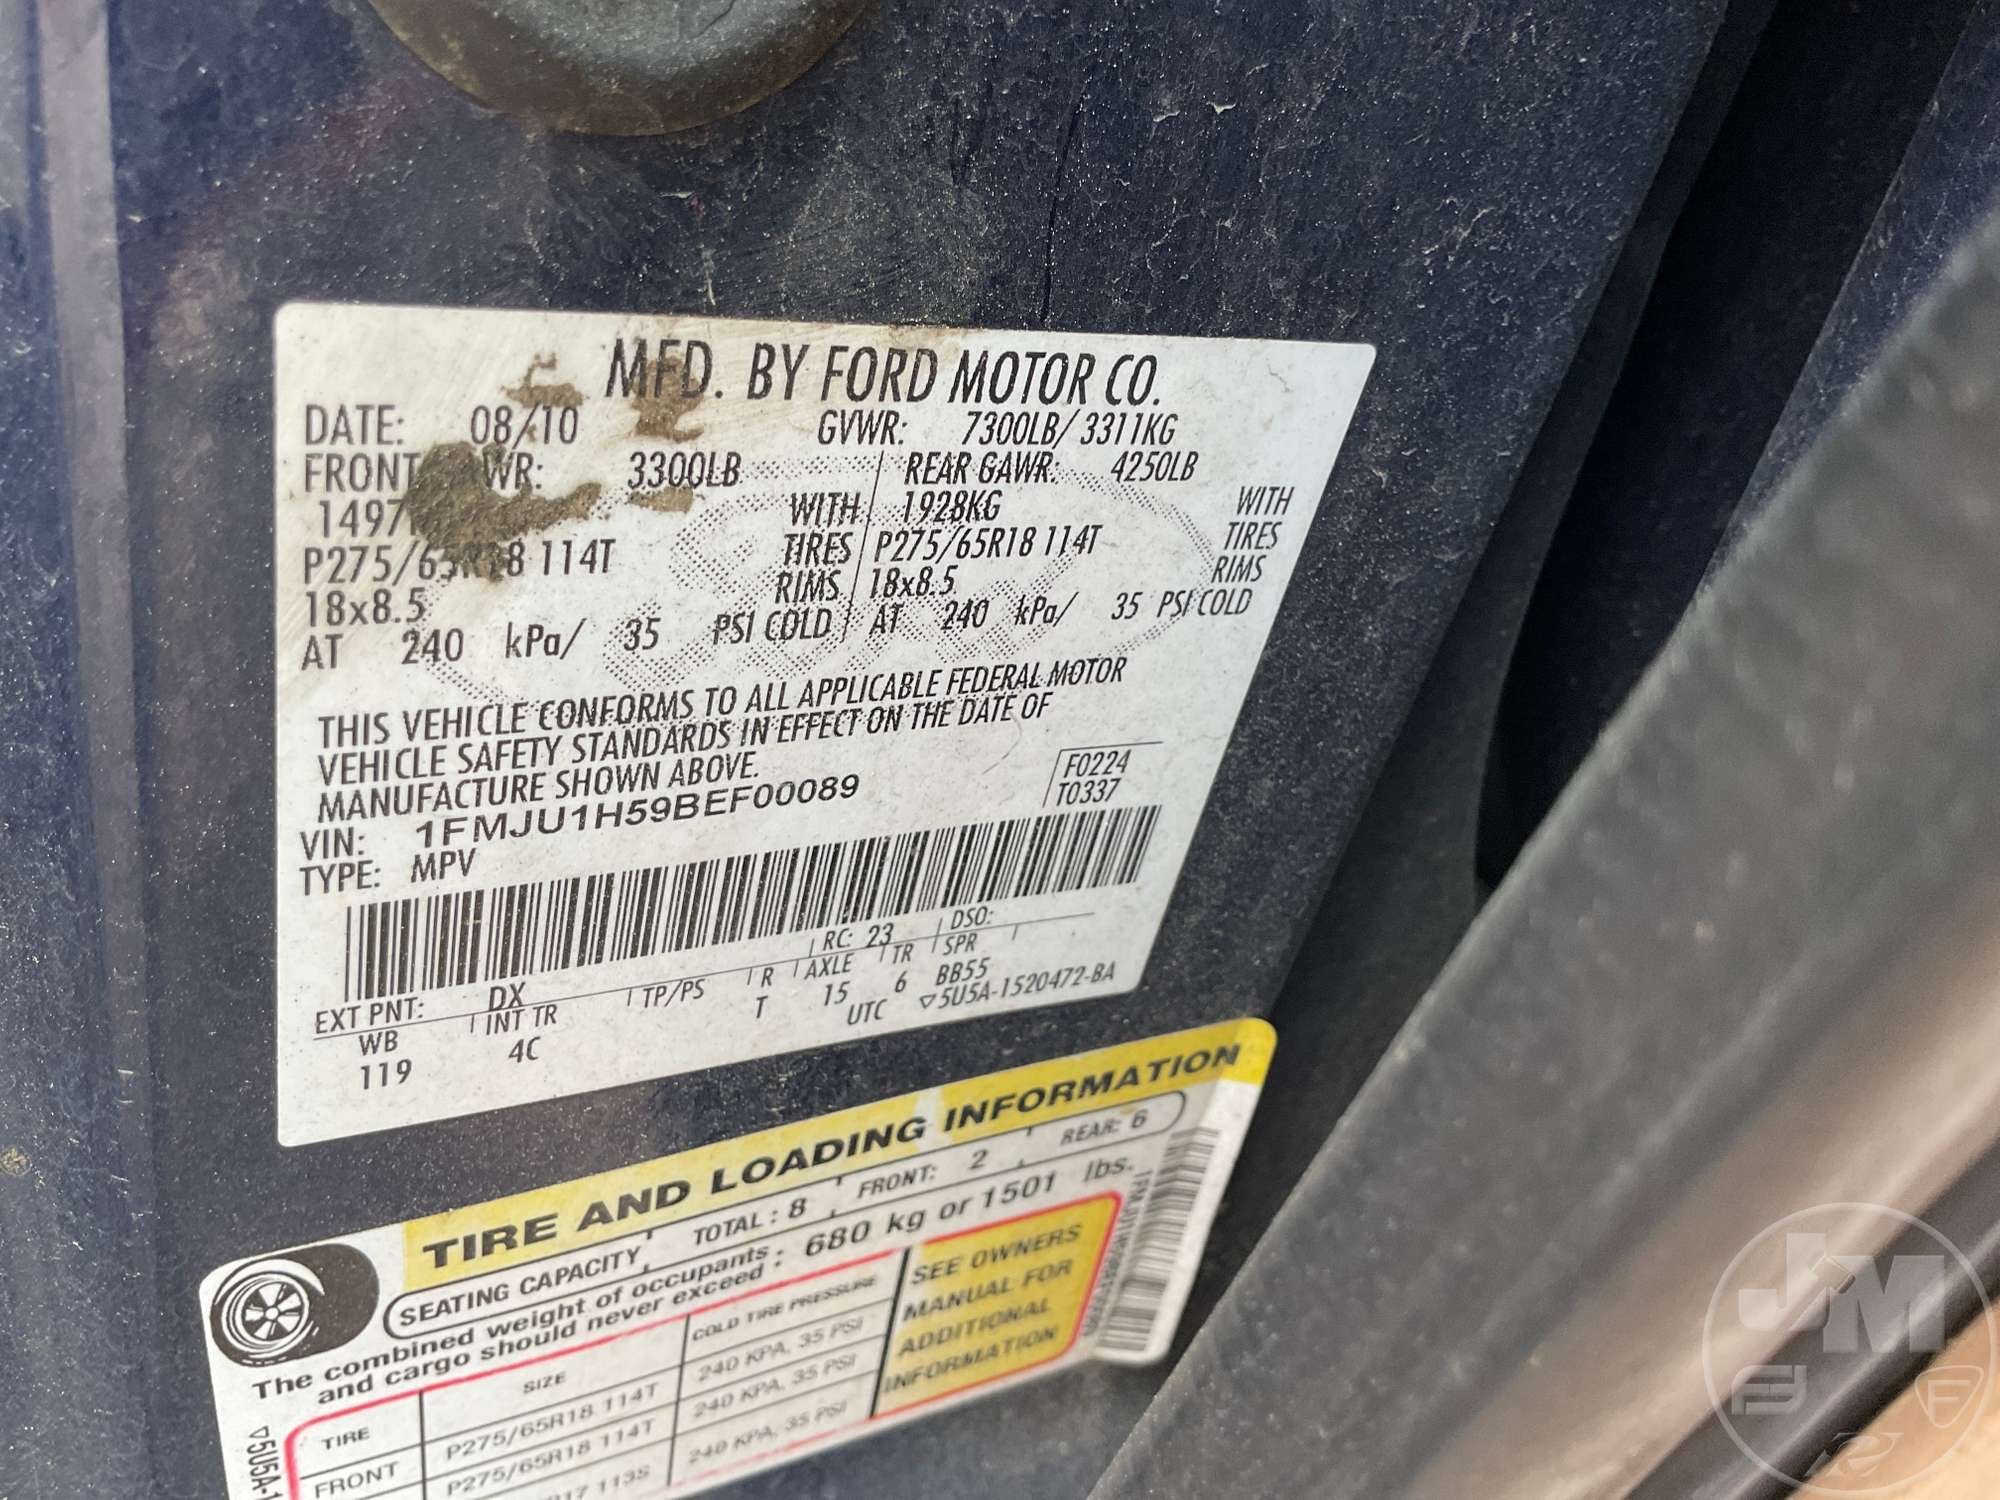 MFD. BY FORD MOTOR CO.
DATE: 08/10 GVWR: 7300LB/ 3311KG
FRONT WR: 3300LB REAR GAWR: 4250LB
1497 WITH 1928KG WITH
P275/65R18 114T TIRES P275/65R18 114T TIRES
18x8.5 RIMS 18x8.5 RIMS
AT 240 kPa/ 35 PSI COLD AT 240 kPa/ 35 PSI COLD
THIS VEHICLE CONFORMS TO ALL APPLICABLE FEDERAL MOTOR
VEHICLE SAFETY STANDARDS IN EFFECT ON THE DATE OF
MANUFACTURE SHOWN ABOVE.
F0224
T0337
VIN: 1FMJU1H59BEF00089
TYPE: MPV
EXT PNT: DX RC: 23 DSO:
WB INT TR TP/PS R AXLE TR SPR
119 4C T 15 6 BB55
UTC ▽5U5A-1520472-BA
TIRE AND LOADING INFORMATION
SEATING CAPACITY, TOTAL: 8, FRONT: 2, REAR: 6
The combined weight of occupants
and cargo should never exceed: 680 kg or 1501 lbs.
TIRE SIZE COLD TIRE PRESSURE
FRONT P275/65R18 114T 240 KPA, 35 PSI
P275/65R18 114T 240 KPA, 35 PSI
R17 113S 240 KPA, 35 PSI
SEE OWNERS
MANUAL FOR
ADDITIONAL
INFORMATION
▽5U5A-1
JM
F